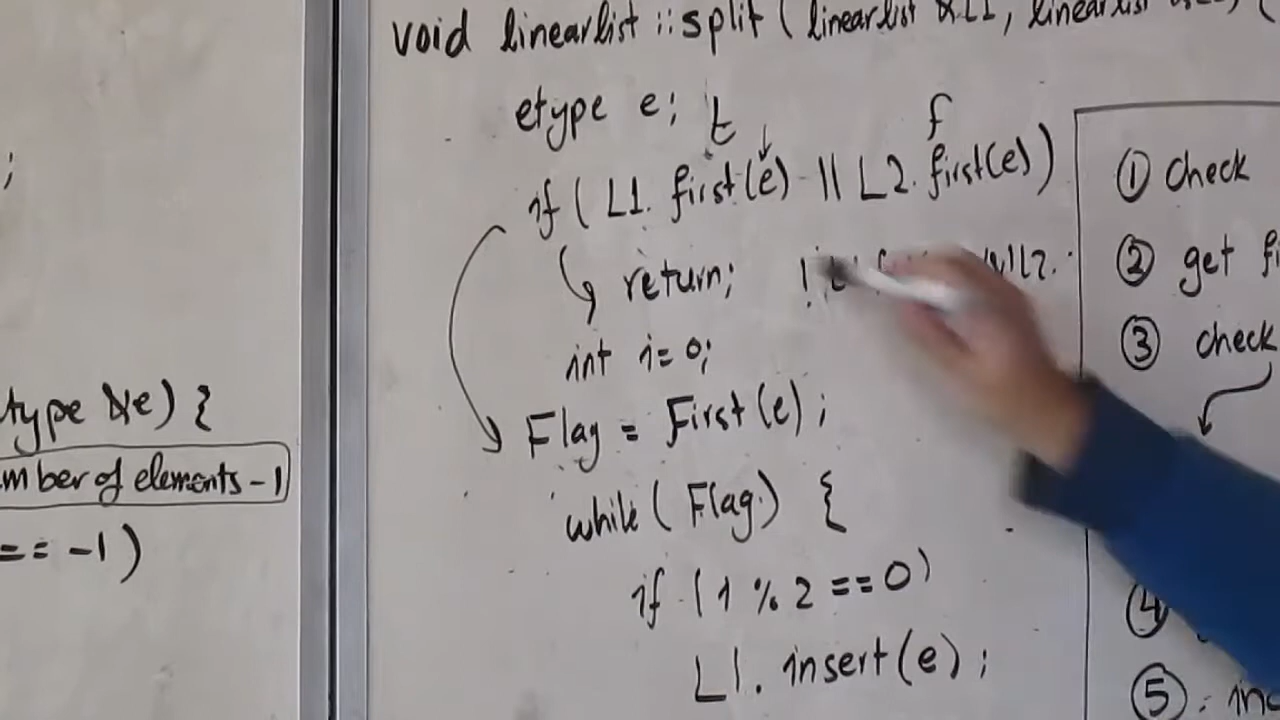 ;
type &e) {
mber of elements - 1
== -1)
void linearlist :: split ( linearlist &L1, linearlist
etype e; t f
if ( L1. first(e) || L2. first(e))
return;
int i = 0;
Flag = First (e) ;
while ( Flag ) {
if ( i % 2 == 0)
L1. insert (e) ;
① Check
② get fi
③ check
④
⑤ : inc